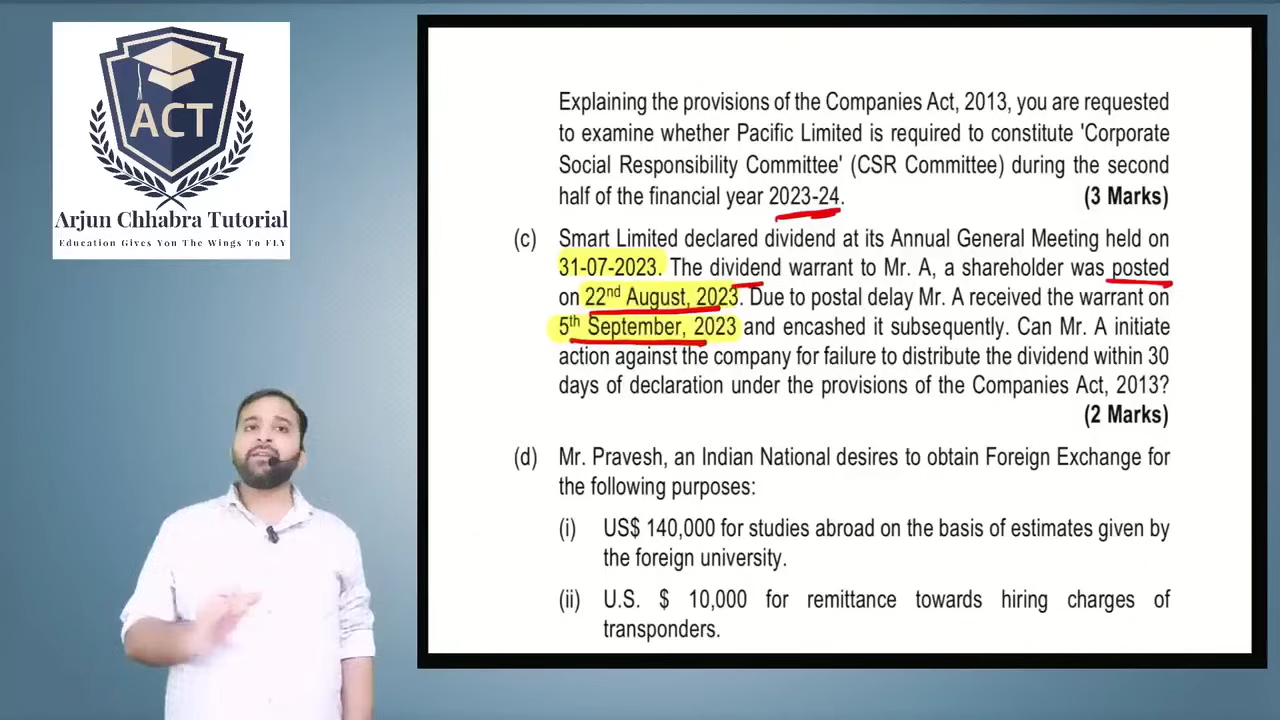 ACT
Arjun Chhabra Tutorial
Education Gives You The Wings To FLY
Explaining the provisions of the Companies Act, 2013, you are requested
to examine whether Pacific Limited is required to constitute 'Corporate
Social Responsibility Committee' (CSR Committee) during the second
half of the financial year 2023-24. (3 Marks)
(c) Smart Limited declared dividend at its Annual General Meeting held on
31-07-2023. The dividend warrant to Mr. A, a shareholder was posted
on 22nd August, 2023. Due to postal delay Mr. A received the warrant on
5th September, 2023 and encashed it subsequently. Can Mr. A initiate
action against the company for failure to distribute the dividend within 30
days of declaration under the provisions of the Companies Act, 2013?
(2 Marks)
(d) Mr. Pravesh, an Indian National desires to obtain Foreign Exchange for
the following purposes:
(i) US$ 140,000 for studies abroad on the basis of estimates given by
the foreign university.
(ii) U.S. $ 10,000 for remittance towards hiring charges of
transponders.